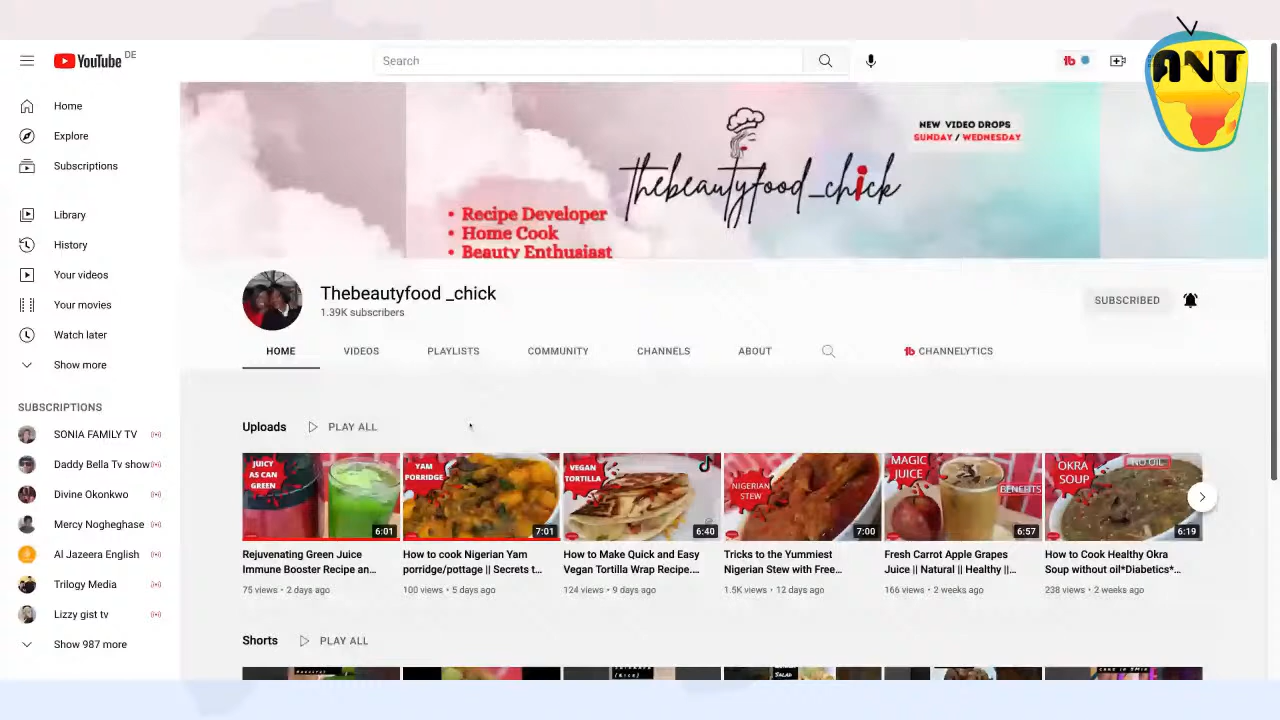 YouTube DE
Search
tb
ANT
Home
Explore
Subscriptions
Library
History
Your videos
Your movies
Watch later
Show more
SUBSCRIPTIONS
SONIA FAMILY TV
Daddy Bella Tv show
Divine Okonkwo
Mercy Nogheghase
Al Jazeera English
Trilogy Media
Lizzy gist tv
Show 987 more
NEW VIDEO DROPS
SUNDAY / WEDNESDAY
thebeautyfood_chick
• Recipe Developer
• Home Cook
• Beauty Enthusiast
Thebeautyfood _chick
1.39K subscribers
SUBSCRIBED
HOME
VIDEOS
PLAYLISTS
COMMUNITY
CHANNELS
ABOUT
tb CHANNELYTICS
Uploads
PLAY ALL
JUICY
AS CAN
GREEN
6:01
Rejuvenating Green Juice
Immune Booster Recipe an...
75 views • 2 days ago
YAM
PORRIDGE
7:01
How to cook Nigerian Yam
porridge/pottage || Secrets t...
100 views • 5 days ago
VEGAN
TORTILLA
6:40
How to Make Quick and Easy
Vegan Tortilla Wrap Recipe....
124 views • 9 days ago
NIGERIAN
STEW
7:00
Tricks to the Yummiest
Nigerian Stew with Free...
1.5K views • 12 days ago
MAGIC
JUICE
BENEFITS
6:57
Fresh Carrot Apple Grapes
Juice || Natural || Healthy ||...
166 views • 2 weeks ago
OKRA
SOUP
NO OIL
6:19
How to Cook Healthy Okra
Soup without oil*Diabetics*...
238 views • 2 weeks ago
Shorts
PLAY ALL
SALAD